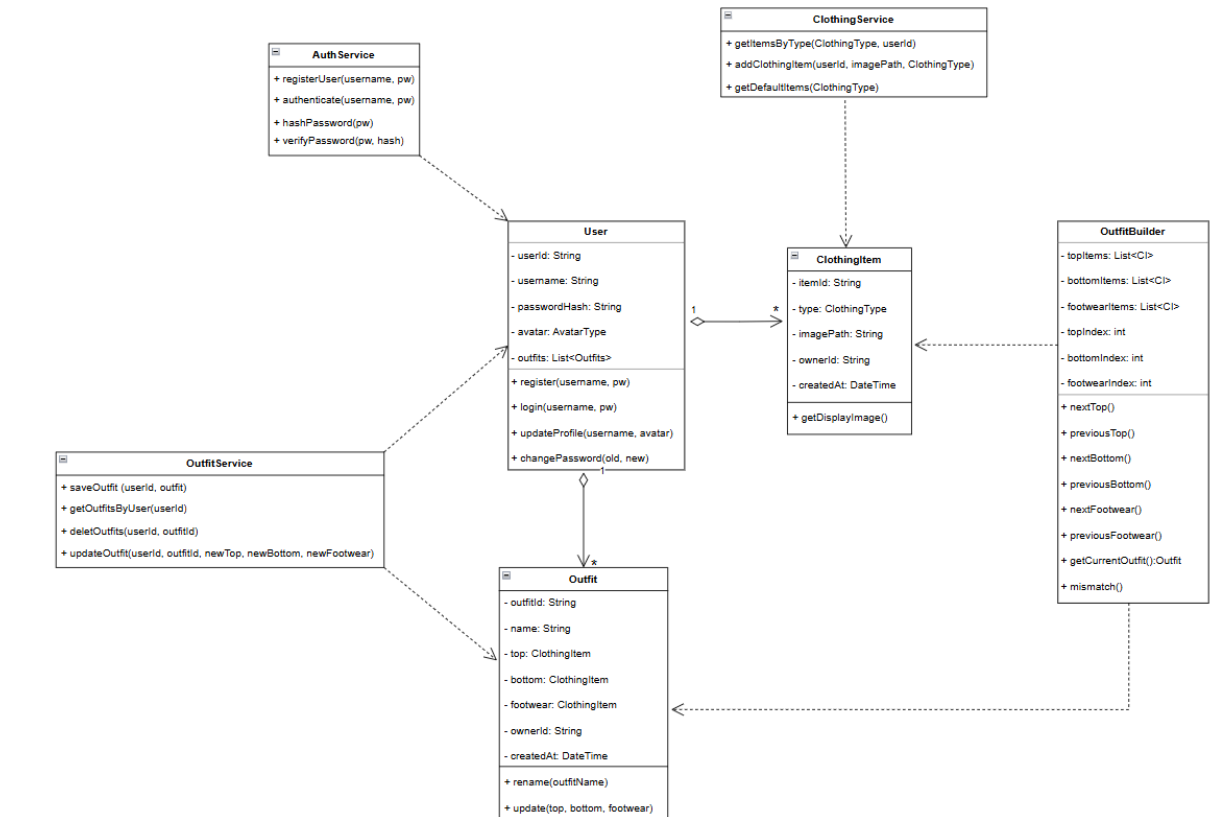 ClothingService
+ getItemsByType(ClothingType, userId)
+ addClothingItem(userId, imagePath, ClothingType)
+ getDefaultItems(ClothingType)
AuthService
+ registerUser(username, pw)
+ authenticate(username, pw)
+ hashPassword(pw)
+ verifyPassword(pw, hash)
User
- userId: String
- username: String
- passwordHash: String
- avatar: AvatarType
- outfits: List<Outfits>
+ register(username, pw)
+ login(username, pw)
+ updateProfile(username, avatar)
+ changePassword(old, new)
1
*
ClothingItem
- itemId: String
- type: ClothingType
- imagePath: String
- ownerId: String
- createdAt: DateTime
+ getDisplayImage()
OutfitBuilder
- topItems: List<CI>
- bottomItems: List<CI>
- footwearItems: List<CI>
- topIndex: int
- bottomIndex: int
- footwearIndex: int
+ nextTop()
+ previousTop()
+ nextBottom()
+ previousBottom()
+ nextFootwear()
+ previousFootwear()
+ getCurrentOutfit():Outfit
+ mismatch()
OutfitService
+ saveOutfit (userId, outfit)
+ getOutfitsByUser(userId)
+ deletOutfits(userId, outfitId)
+ updateOutfit(userId, outfitId, newTop, newBottom, newFootwear)
1
*
Outfit
- outfitId: String
- name: String
- top: ClothingItem
- bottom: ClothingItem
- footwear: ClothingItem
- ownerId: String
- createdAt: DateTime
+ rename(outfitName)
+ update(top, bottom, footwear)